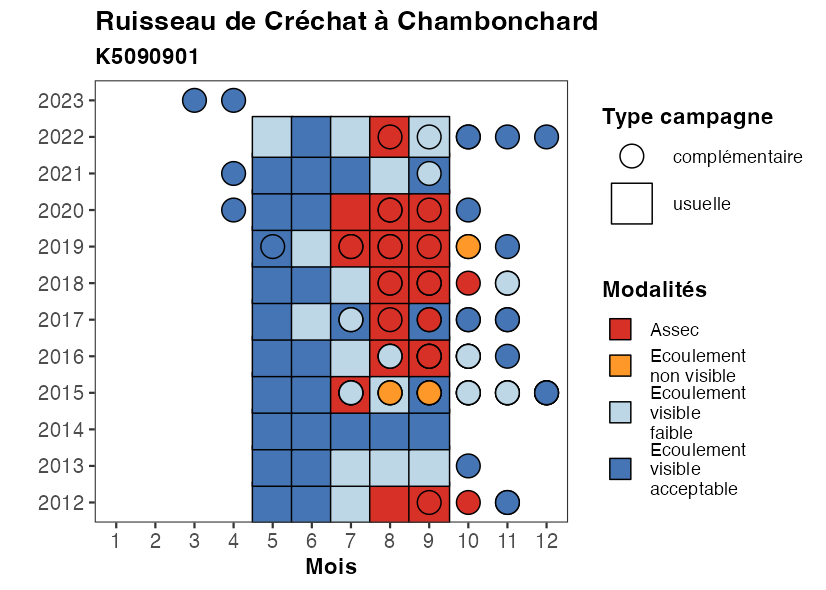 Ruisseau de Créchat à Chambonchard
K5090901
2023
2022
2021
2020
2019
2018
2017
2016
2015
2014
2013
2012
1 2 3 4 5 6 7 8 9 10 11 12
Mois
Type campagne
complémentaire
usuelle
Modalités
Assec
Ecoulement
non visible
Ecoulement
visible
faible
Ecoulement
visible
acceptable